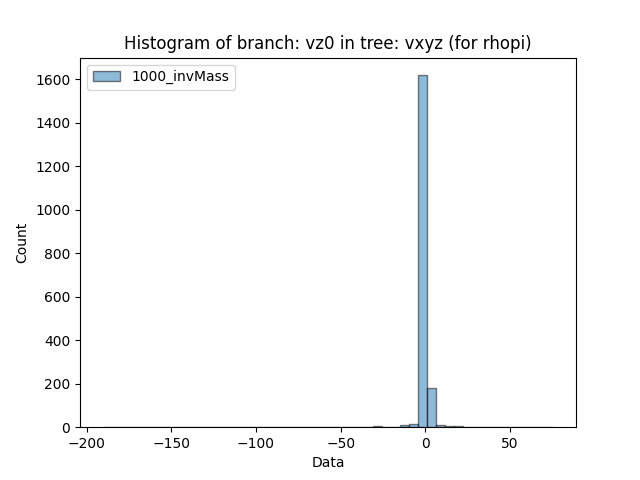 Histogram of branch: vz0 in tree: vxyz (for rhopi)
1000_invMass
1600
1400
1200
1000
800
600
400
200
0
Count
−200 −150 −100 −50 0 50
Data